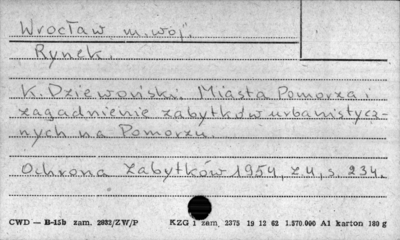 Wrocław m. woj.
Rynek.
K. Dziewoński: Miasta Pomorza i
zagadnienie zabytków urbanistycz-
nych na Pomorzu.
Ochrona Zabytków 1954, z 4, s. 234.
CWD — B-15b zam. 2602/ZW/P KZG 1 zam. 2375 19 12 62 1.370.000 A1 karton 180 g